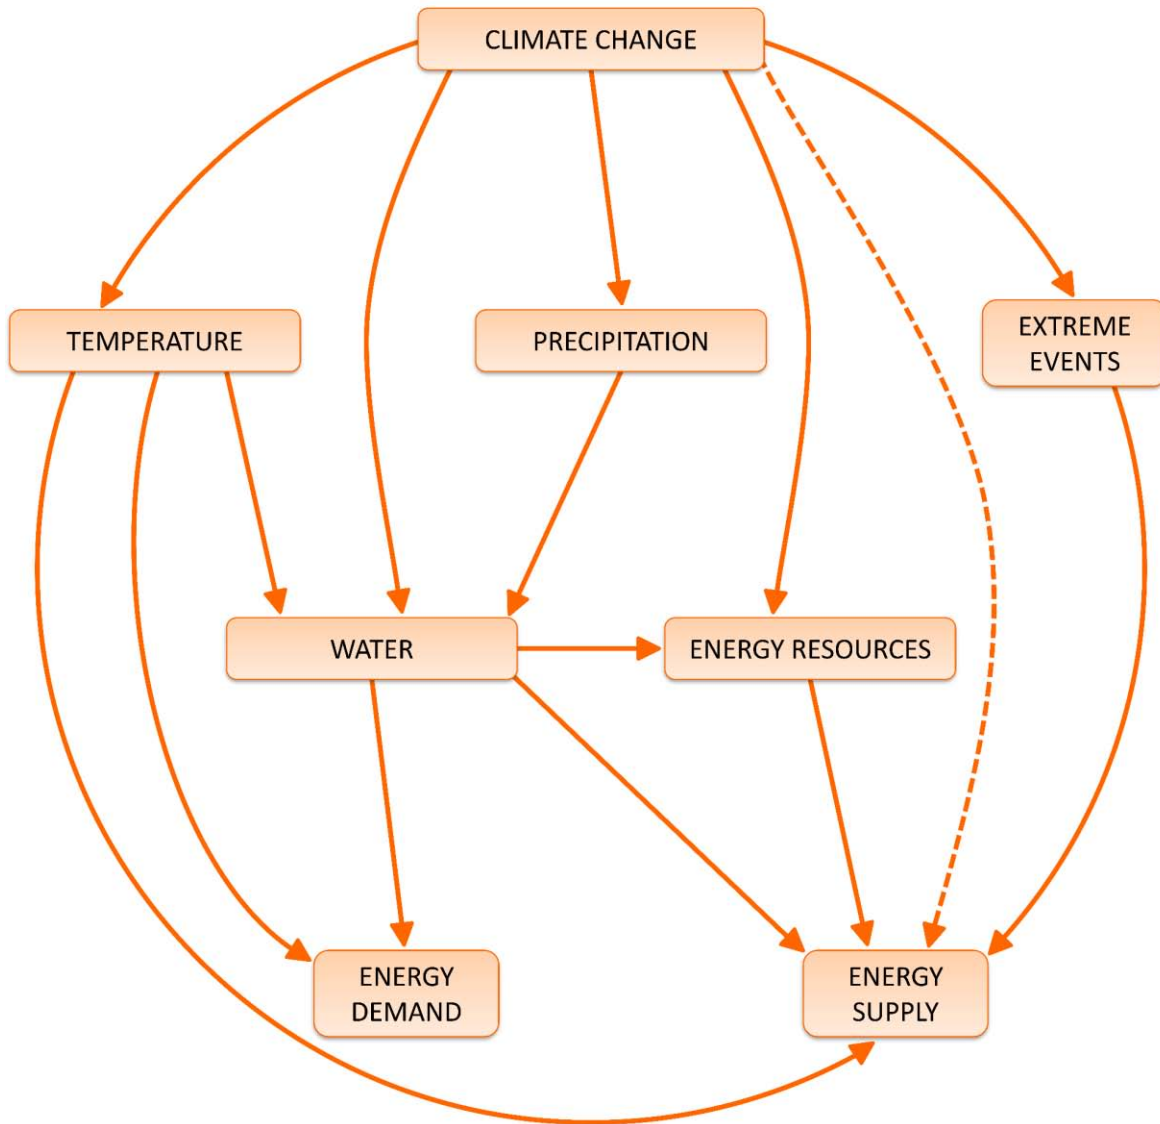 CLIMATE CHANGE
TEMPERATURE
PRECIPITATION
EXTREME
EVENTS
WATER
ENERGY RESOURCES
ENERGY
DEMAND
ENERGY
SUPPLY